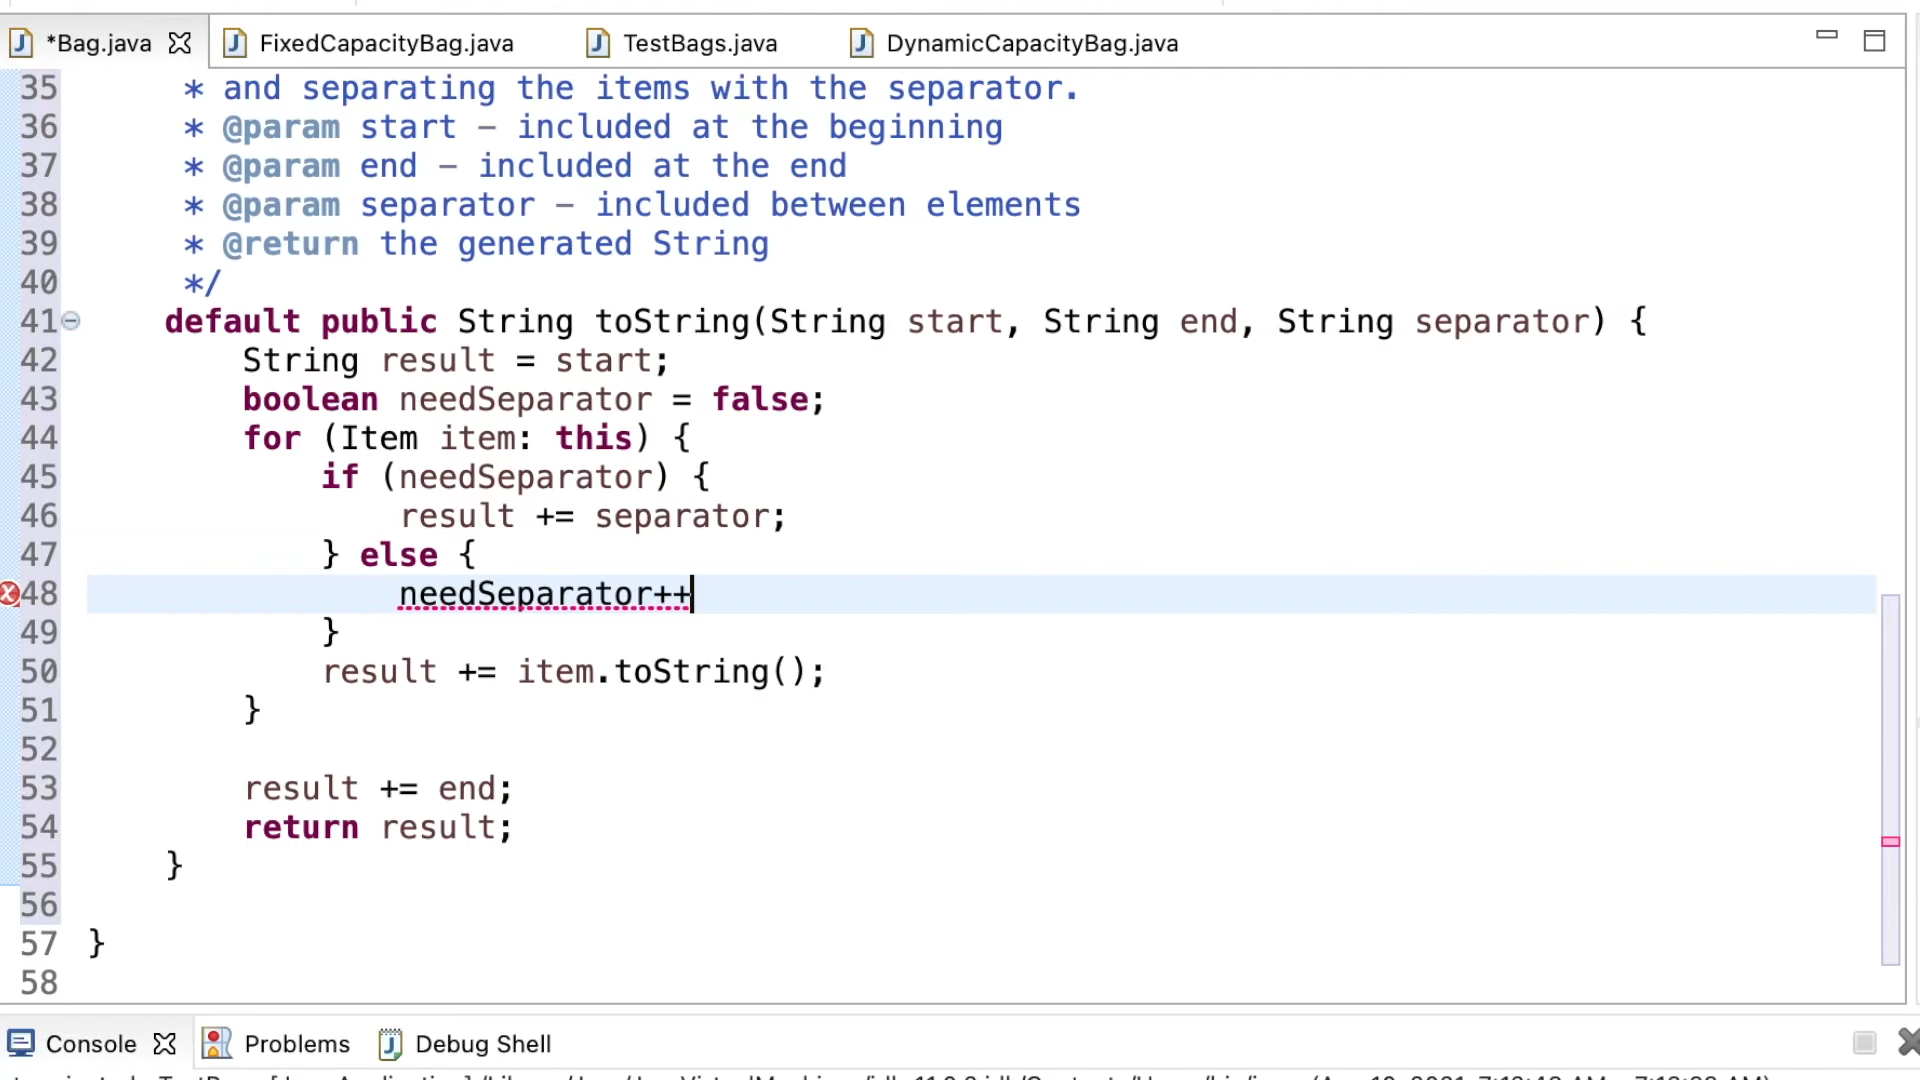 *Bag.java FixedCapacityBag.java TestBags.java DynamicCapacityBag.java
35 * and separating the items with the separator.
36 * @param start – included at the beginning
37 * @param end – included at the end
38 * @param separator – included between elements
39 * @return the generated String
40 */
41 default public String toString(String start, String end, String separator) {
42 String result = start;
43 boolean needSeparator = false;
44 for (Item item: this) {
45 if (needSeparator) {
46 result += separator;
47 } else {
48 needSeparator++
49 }
50 result += item.toString();
51 }
52
53 result += end;
54 return result;
55 }
56
57 }
58
Console Problems Debug Shell